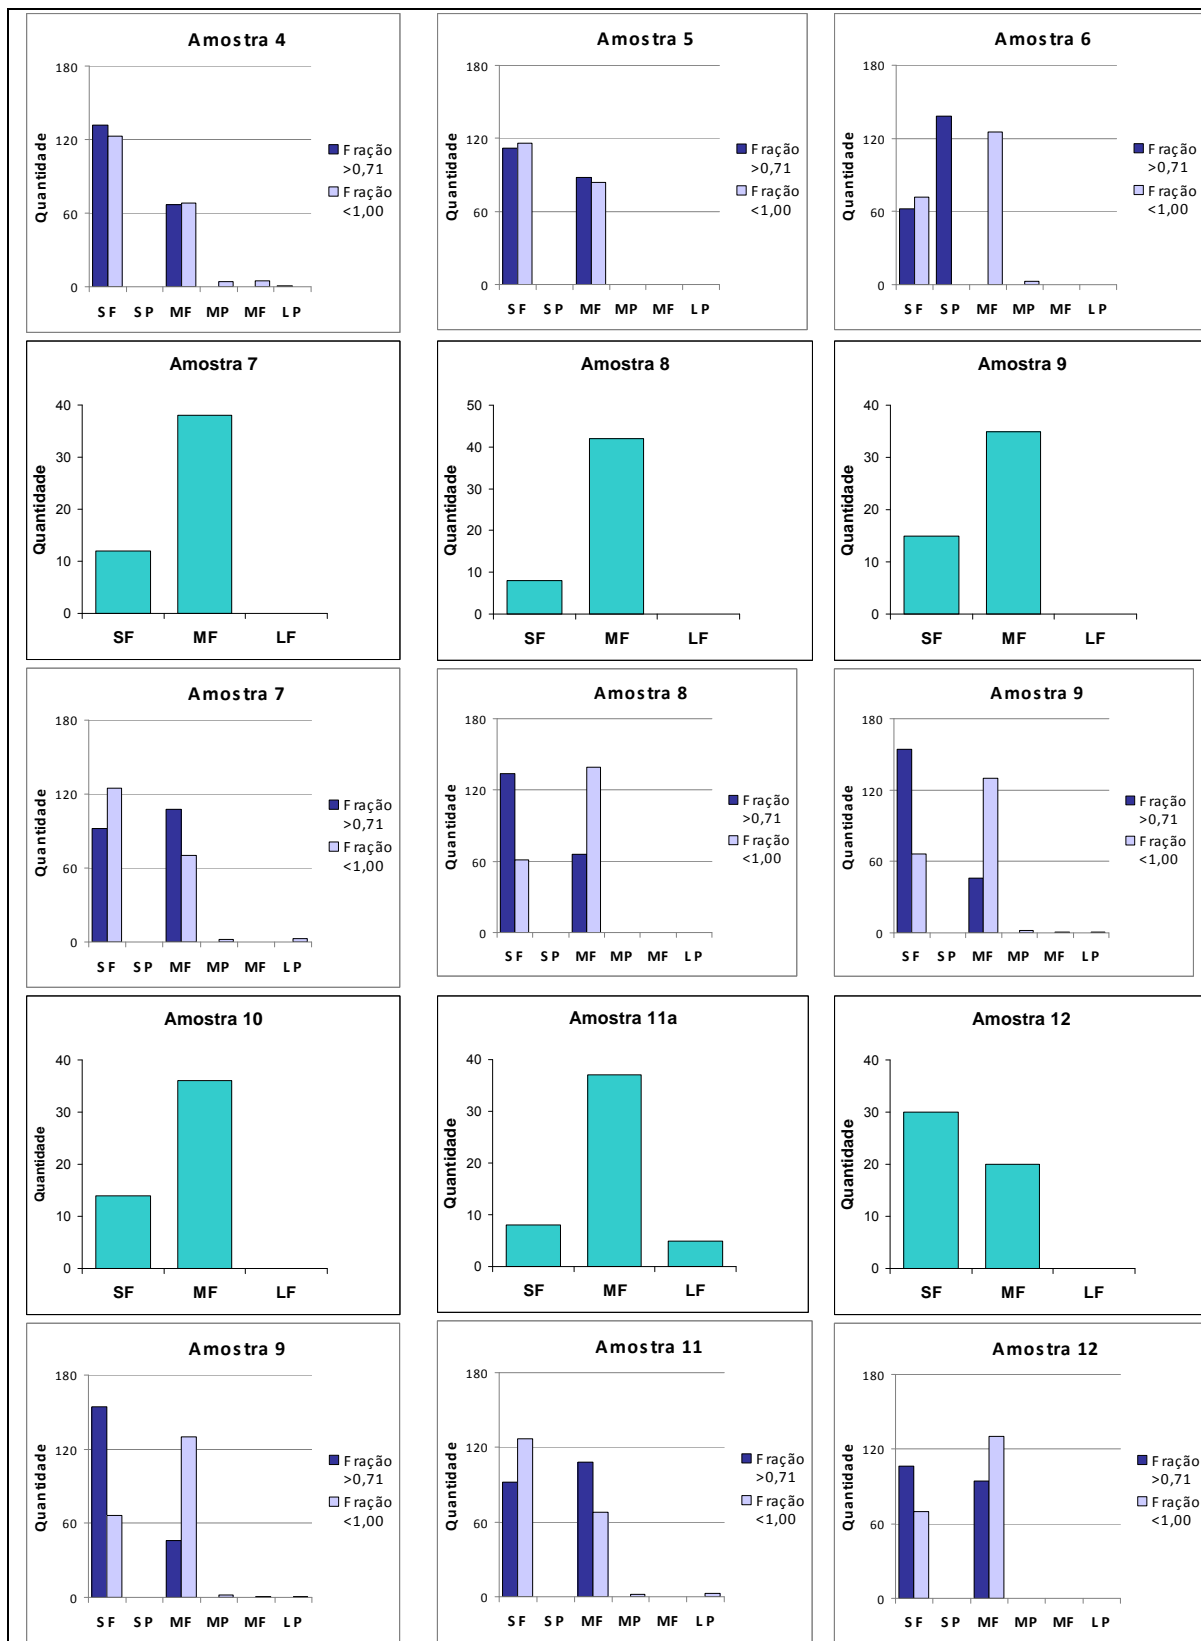 Amostra 4
Quantidade
180
120
60
0
SF SP MF MP MF LP
Fração
>0,71
Fração
<1,00
Amostra 5
Quantidade
180
120
60
0
SF SP MF MP MF LP
Fração
>0,71
Fração
<1,00
Amostra 6
Quantidade
180
120
60
0
SF SP MF MP MF LP
Fração
>0,71
Fração
<1,00
Amostra 7
Quantidade
40
30
20
10
0
SF MF LF
Amostra 8
Quantidade
50
40
30
20
10
0
SF MF LF
Amostra 9
Quantidade
40
30
20
10
0
SF MF LF
Amostra 7
Quantidade
180
120
60
0
SF SP MF MP MF LP
Fração
>0,71
Fração
<1,00
Amostra 8
Quantidade
180
120
60
0
SF SP MF MP MF LP
Fração
>0,71
Fração
<1,00
Amostra 9
Quantidade
180
120
60
0
SF SP MF MP MF LP
Fração
>0,71
Fração
<1,00
Amostra 10
Quantidade
40
30
20
10
0
SF MF LF
Amostra 11a
Quantidade
40
30
20
10
0
SF MF LF
Amostra 12
Quantidade
40
30
20
10
0
SF MF LF
Amostra 9
Quantidade
180
120
60
0
SF SP MF MP MF LP
Fração
>0,71
Fração
<1,00
Amostra 11
Quantidade
180
120
60
0
SF SP MF MP MF LP
Fração
>0,71
Fração
<1,00
Amostra 12
Quantidade
180
120
60
0
SF SP MF MP MF LP
Fração
>0,71
Fração
<1,00